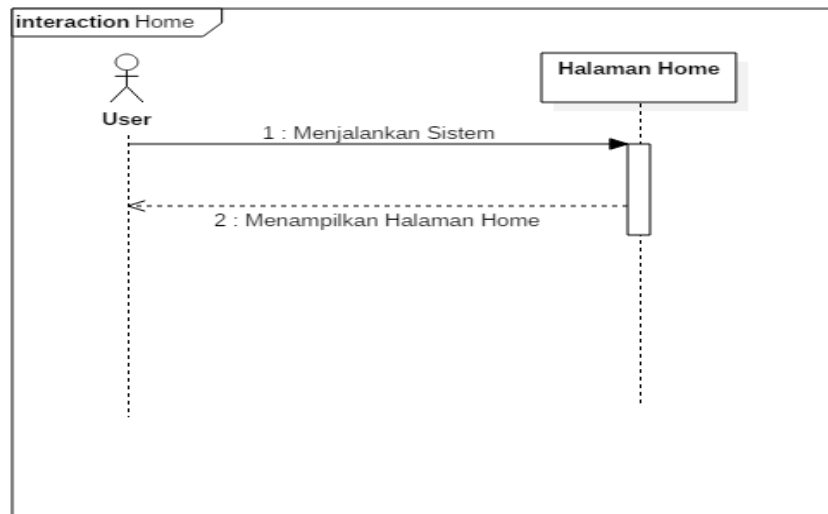 interaction Home
User
Halaman Home
1 : Menjalankan Sistem
2 : Menampilkan Halaman Home